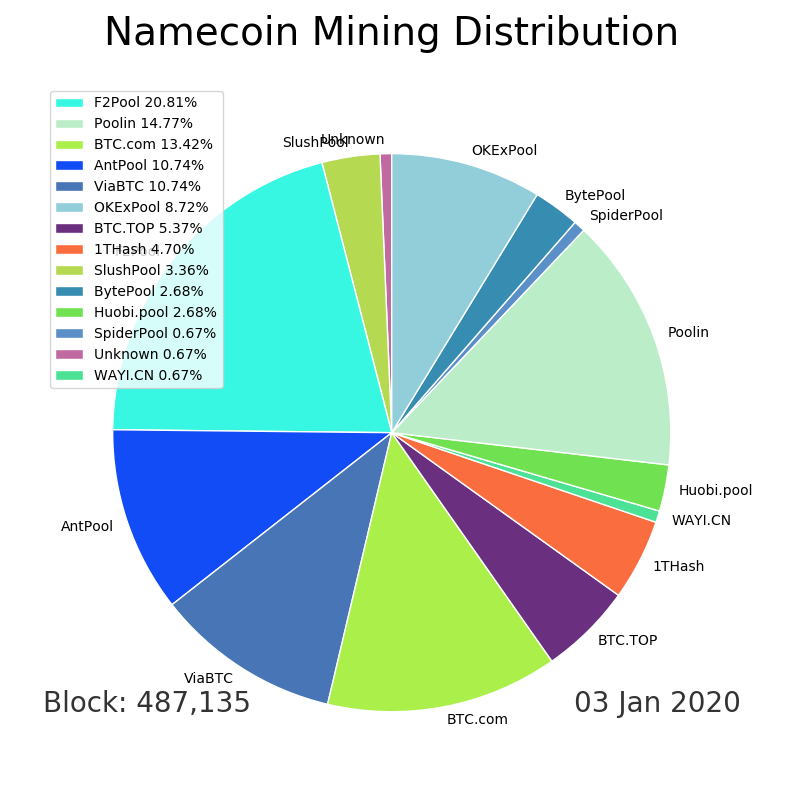 Namecoin Mining Distribution
F2Pool 20.81%
Poolin 14.77%
BTC.com 13.42%
AntPool 10.74%
ViaBTC 10.74%
OKExPool 8.72%
BTC.TOP 5.37%
1THash 4.70%
SlushPool 3.36%
BytePool 2.68%
Huobi.pool 2.68%
SpiderPool 0.67%
Unknown 0.67%
WAYI.CN 0.67%
SlushPool
Unknown
OKExPool
BytePool
SpiderPool
Poolin
Huobi.pool
WAYI.CN
1THash
BTC.TOP
BTC.com
ViaBTC
AntPool
Block: 487,135
03 Jan 2020